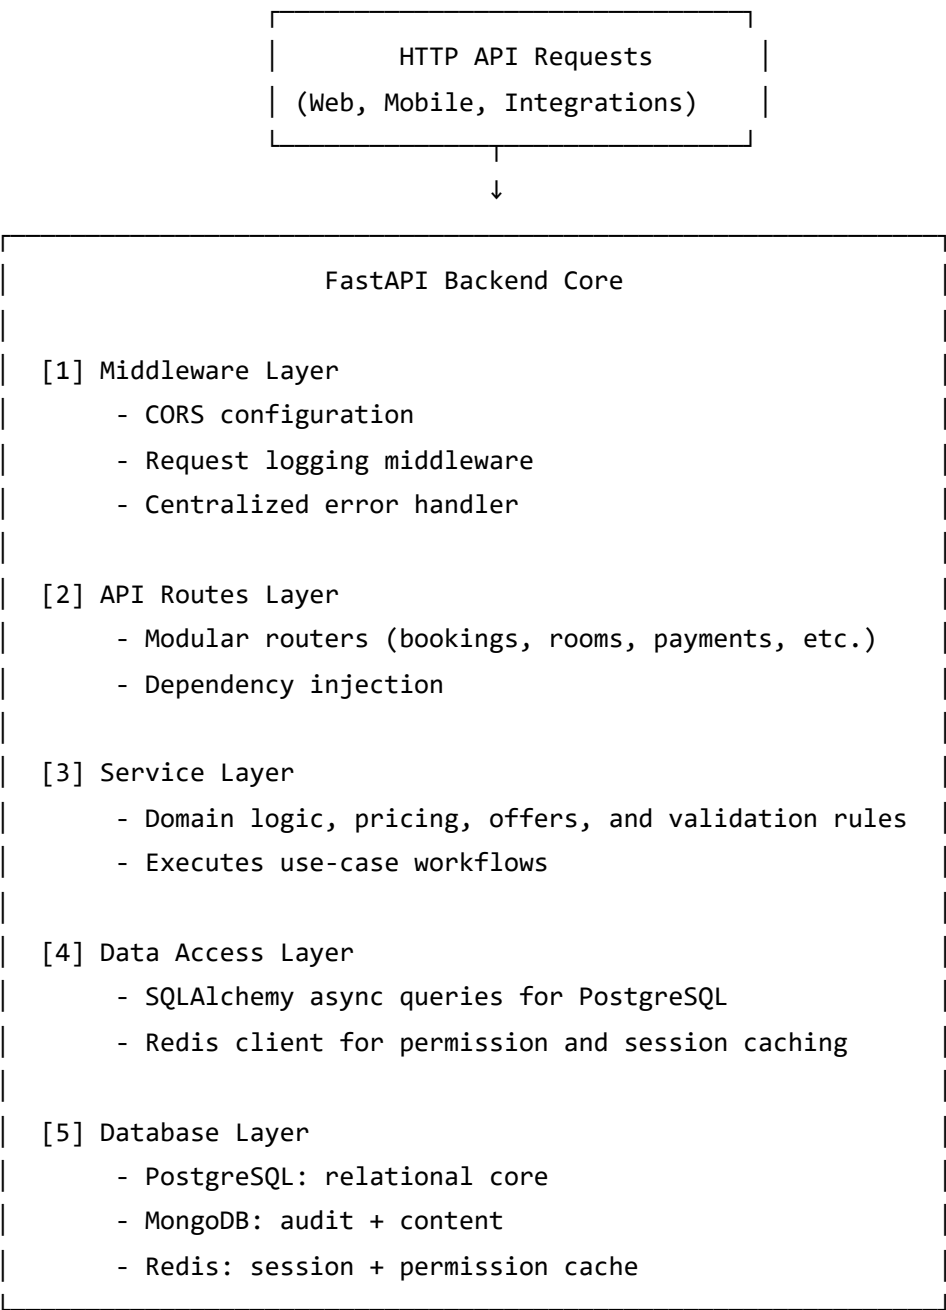 HTTP API Requests
(Web, Mobile, Integrations)
↓
FastAPI Backend Core
[1] Middleware Layer
- CORS configuration
- Request logging middleware
- Centralized error handler
[2] API Routes Layer
- Modular routers (bookings, rooms, payments, etc.)
- Dependency injection
[3] Service Layer
- Domain logic, pricing, offers, and validation rules
- Executes use-case workflows
[4] Data Access Layer
- SQLAlchemy async queries for PostgreSQL
- Redis client for permission and session caching
[5] Database Layer
- PostgreSQL: relational core
- MongoDB: audit + content
- Redis: session + permission cache